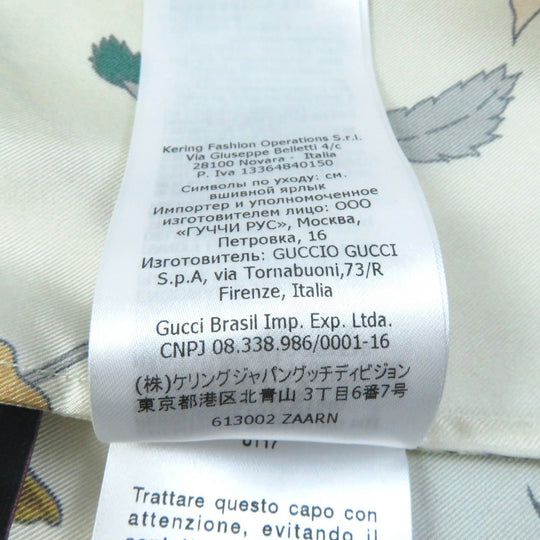 Kering Fashion Operations S.r.l.
Via Giuseppe Belletti 4/c
28100 Novara - Italia
P. Iva 13364840150
Символы по уходу: см.
вшивной ярлык
Импортер и уполномоченное
изготовителем лицо: ООО
«ГУЧЧИ РУС», Москва,
Петровка, 16
Изготовитель: GUCCIO GUCCI
S.p.A, via Tornabuoni,73/R
Firenze, Italia
Gucci Brasil Imp. Exp. Ltda.
CNPJ 08.338.986/0001-16
(株)ケリングジャパングッチディビジョン
東京都港区北青山 3丁目6番7号
613002 ZAARN
Trattare questo capo con
attenzione, evitando il